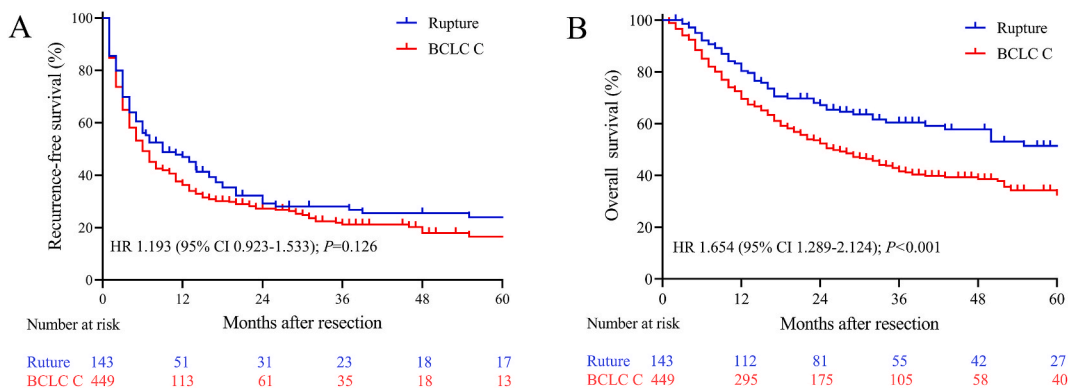 A
Recurrence-free survival (%)
100
80
60
40
20
0
Rupture
BCLC C
HR 1.193 (95% CI 0.923-1.533); P=0.126
0 12 24 36 48 60
Number at risk
Months after resection
Ruture 143 51 31 23 18 17
BCLC C 449 113 61 35 18 13
B
Overall survival (%)
100
80
60
40
20
0
Rupture
BCLC C
HR 1.654 (95% CI 1.289-2.124); P<0.001
0 12 24 36 48 60
Number at risk
Months after resection
Ruture 143 112 81 55 42 27
BCLC C 449 295 175 105 58 40